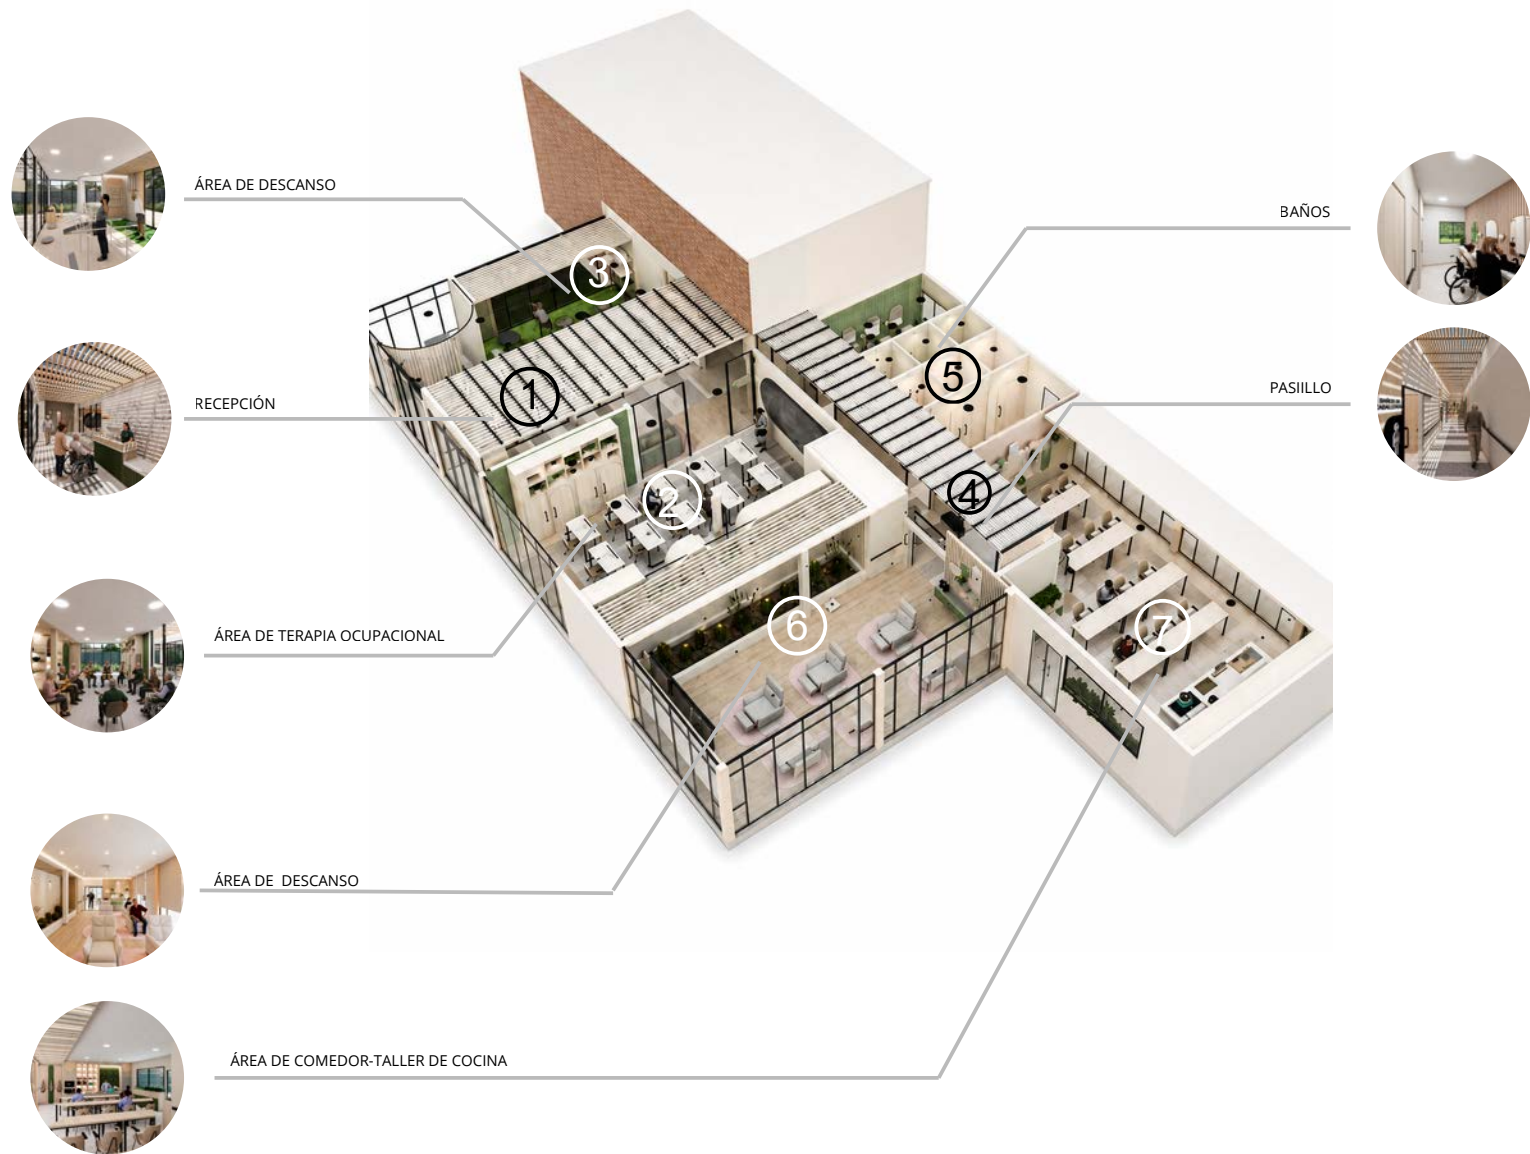 ÁREA DE DESCANSO
BAÑOS
3
5
PASIILLO
1
RECEPCIÓN
4
2
6
7
ÁREA DE TERAPIA OCUPACIONAL
ÁREA DE  DESCANSO
ÁREA DE COMEDOR-TALLER DE COCINA